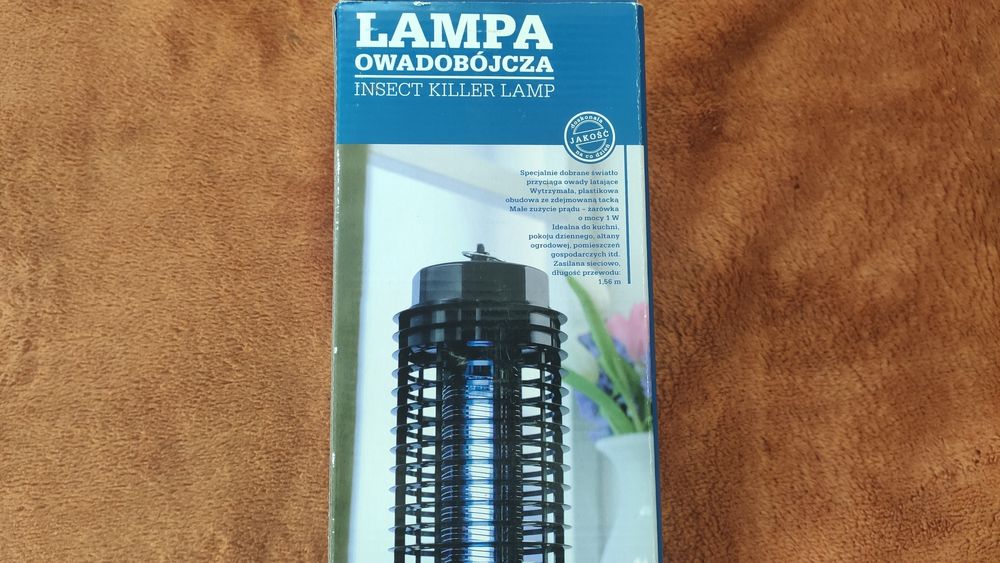 ŁAMPA
OWADOBÓJCZA
INSECT KILLER LAMP
doskonała
JAKOŚĆ
na co dzień
Specjalnie dobrane światło
przyciąga owady latające
Wytrzymała, plastikowa
obudowa ze zdejmowaną tacką
Małe zużycie prądu – żarówka
o mocy 1 W
Idealna do kuchni,
pokoju dziennego, altany
ogrodowej, pomieszczeń
gospodarczych itd.
Zasilana sieciowo,
długość przewodu:
1,56 m